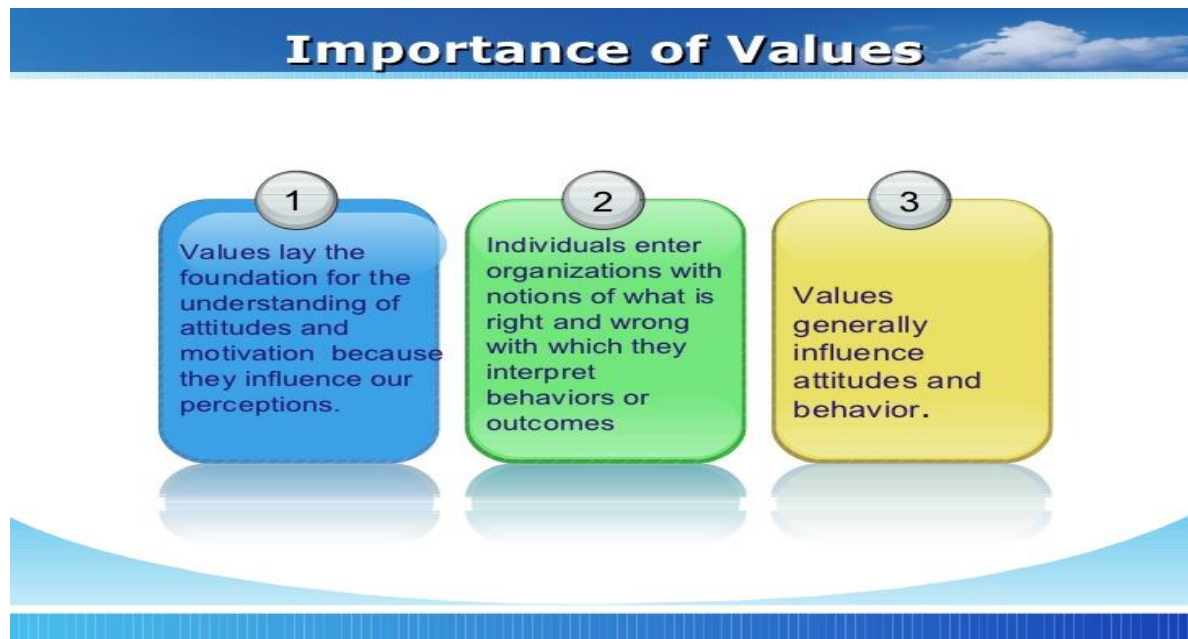 Importance of Values
1
Values lay the
foundation for the
understanding of
attitudes and
motivation because
they influence our
perceptions.
2
Individuals enter
organizations with
notions of what is
right and wrong
with which they
interpret
behaviors or
outcomes
3
Values
generally
influence
attitudes and
behavior.